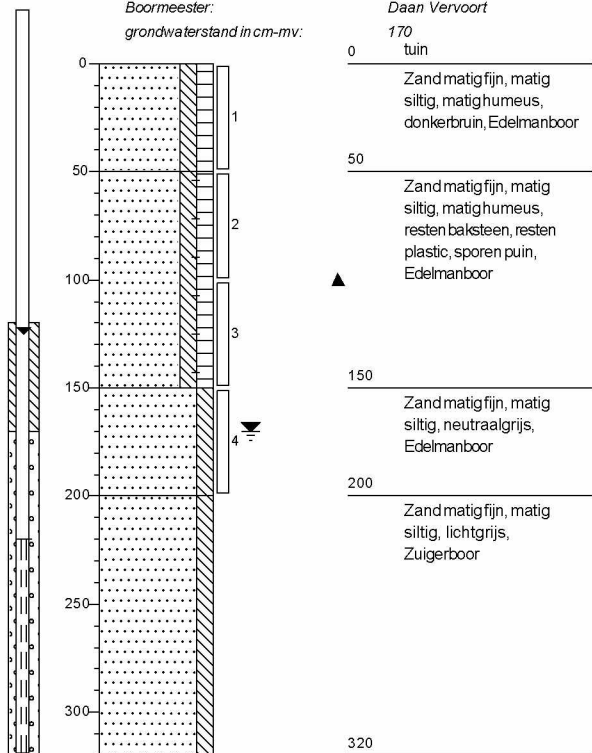 Boormeester: Daan Vervoort
grondwaterstand in cm-mv: 170
0 tuin
0
Zand matig fijn, matig
siltig, matig humeus,
donkerbruin, Edelmanboor
1
50
50
Zand matig fijn, matig
siltig, matig humeus,
resten baksteen, resten
plastic, sporen puin,
Edelmanboor
2
100
3
150
150
Zand matig fijn, matig
siltig, neutraalgrijs,
Edelmanboor
4
200
200
Zand matig fijn, matig
siltig, lichtgrijs,
Zuigerboor
250
300
320